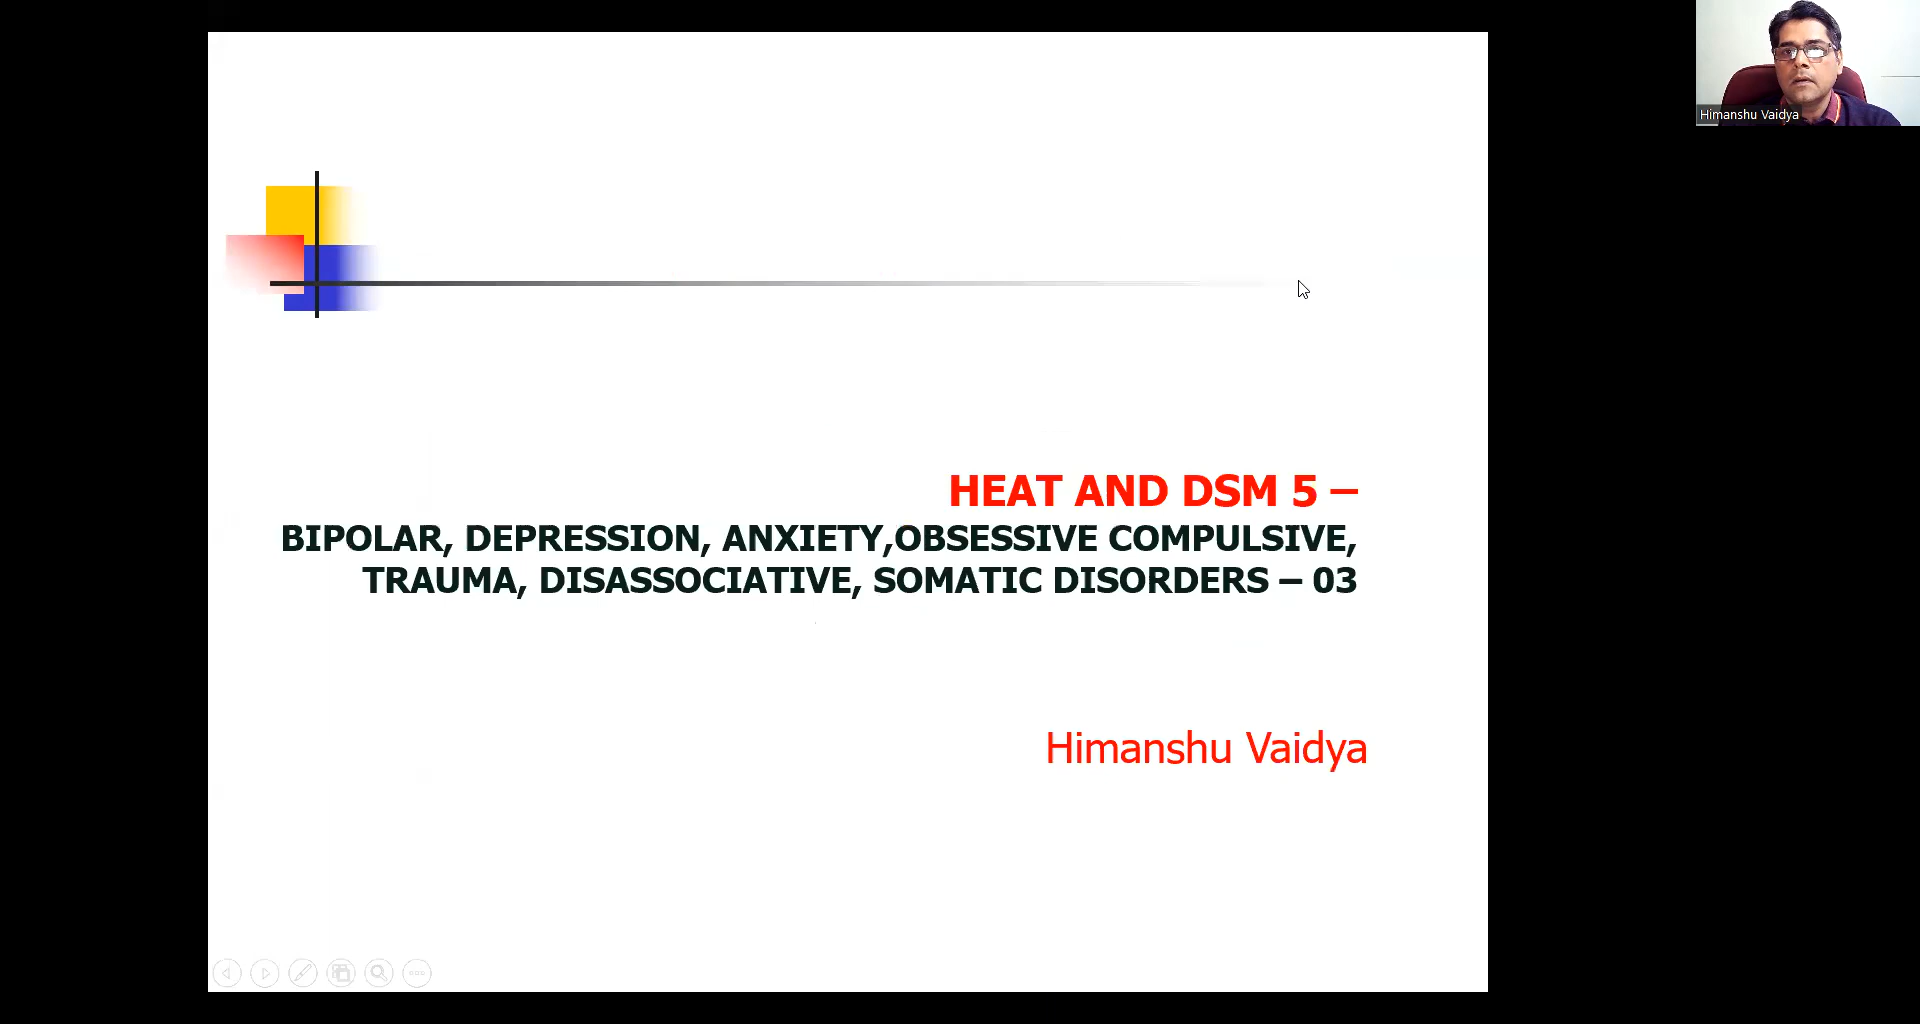 Himanshu Vaidya
HEAT AND DSM 5 –
BIPOLAR, DEPRESSION, ANXIETY,OBSESSIVE COMPULSIVE,
TRAUMA, DISASSOCIATIVE, SOMATIC DISORDERS – 03
Himanshu Vaidya